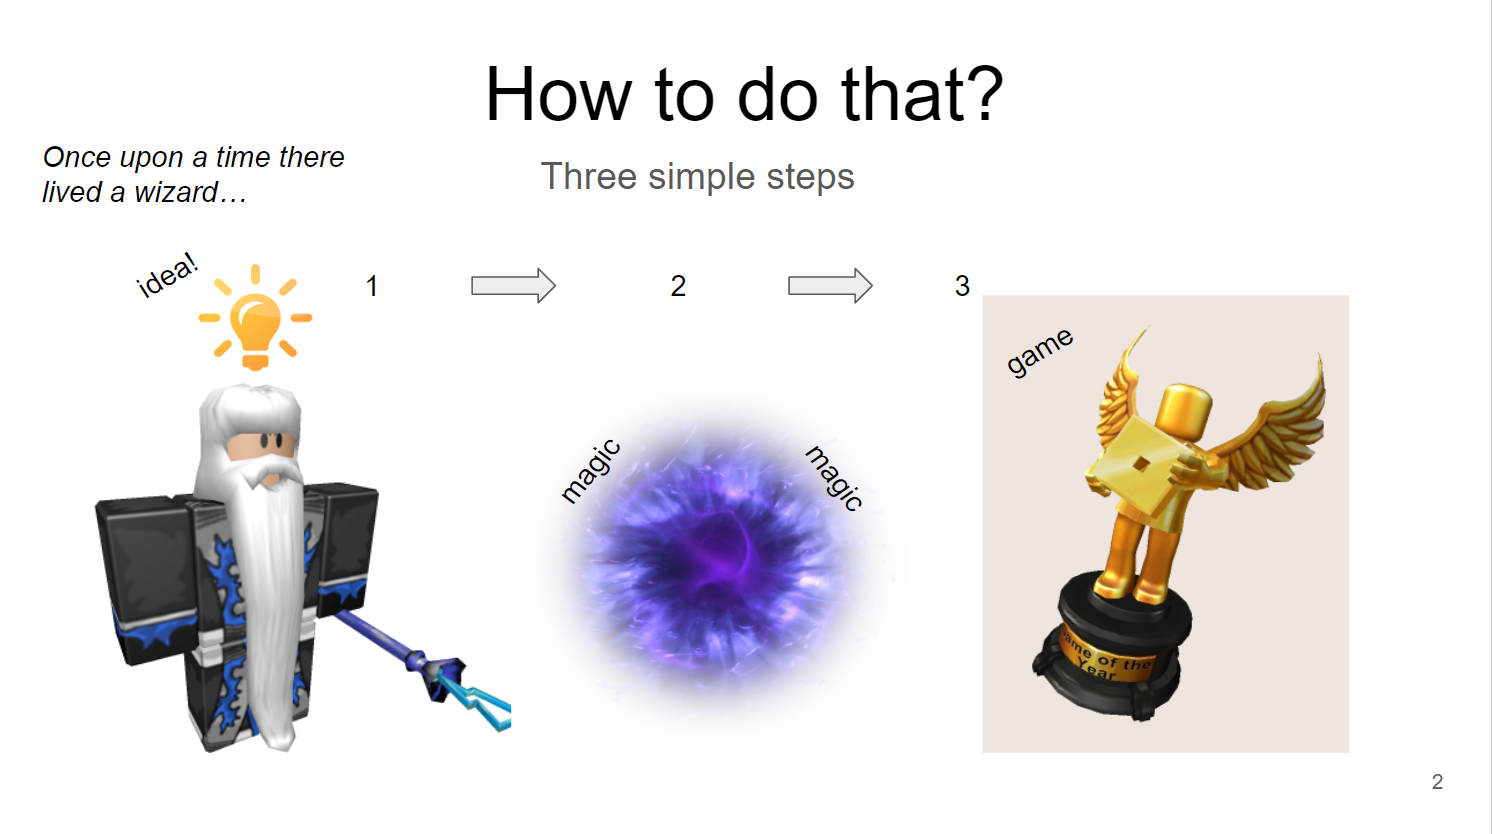 How to do that?
Once upon a time there
lived a wizard…
Three simple steps
idea!
1
2
3
game
magic
magic
Game of the
Year
2